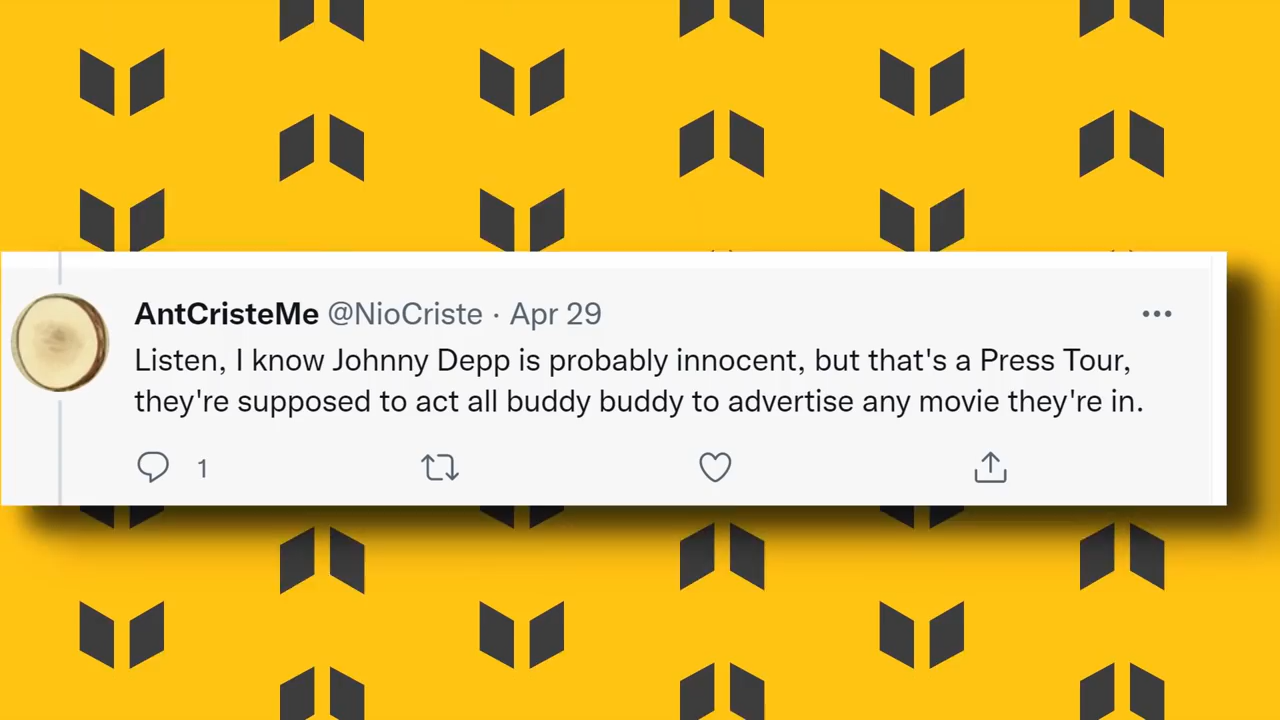 AntCristeMe @NioCriste · Apr 29
Listen, I know Johnny Depp is probably innocent, but that's a Press Tour,
they're supposed to act all buddy buddy to advertise any movie they're in.
1